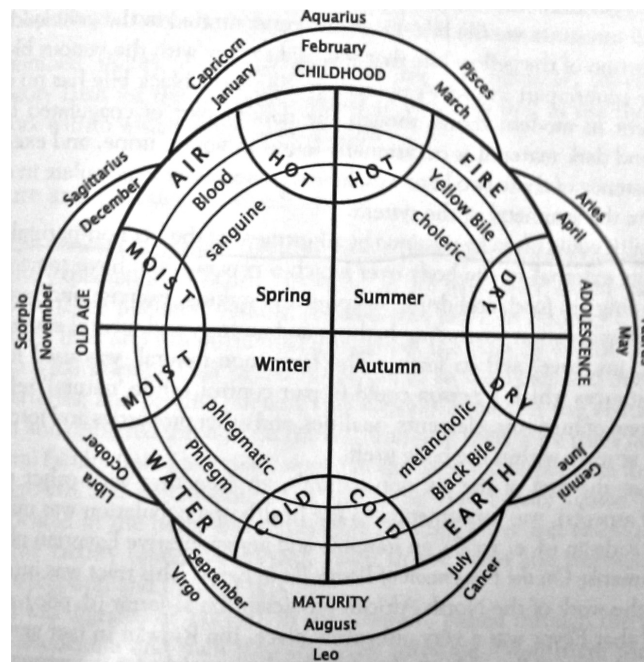 Aquarius
February
CHILDHOOD
Capricorn
January
Pisces
March
AIR
HOT
HOT
FIRE
Blood
sanguine
Yellow Bile
choleric
Sagittarius
December
Aries
April
MOIST
DRY
Spring
Summer
Scorpio
November
OLD AGE
ADOLESCENCE
May
Winter
Autumn
MOIST
DRY
phlegmatic
Phlegm
melancholic
Black Bile
Libra
October
Gemini
June
WATER
COLD
COLD
EARTH
September
Virgo
July
Cancer
MATURITY
August
Leo